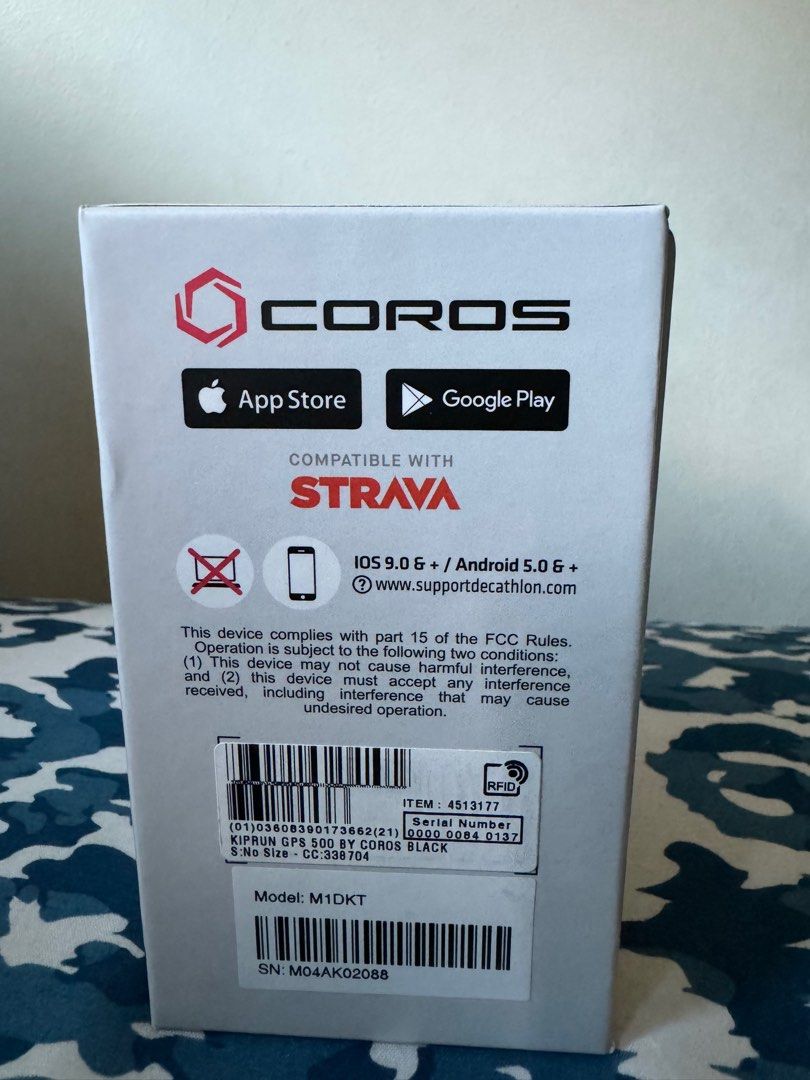 COROS
App Store
Google Play
COMPATIBLE WITH
STRAVA
IOS 9.0 & + / Android 5.0 & +
? www.supportdecathlon.com
This device complies with part 15 of the FCC Rules.
Operation is subject to the following two conditions:
(1) This device may not cause harmful interference,
and (2) this device must accept any interference
received, including interference that may cause
undesired operation.
RFID
ITEM : 4513177
(01)03608390173662(21)
Serial Number
0000 0084 0137
KIPRUN GPS 500 BY COROS BLACK
S:No Size - CC:338704
Model: M1DKT
SN: M04AK02088